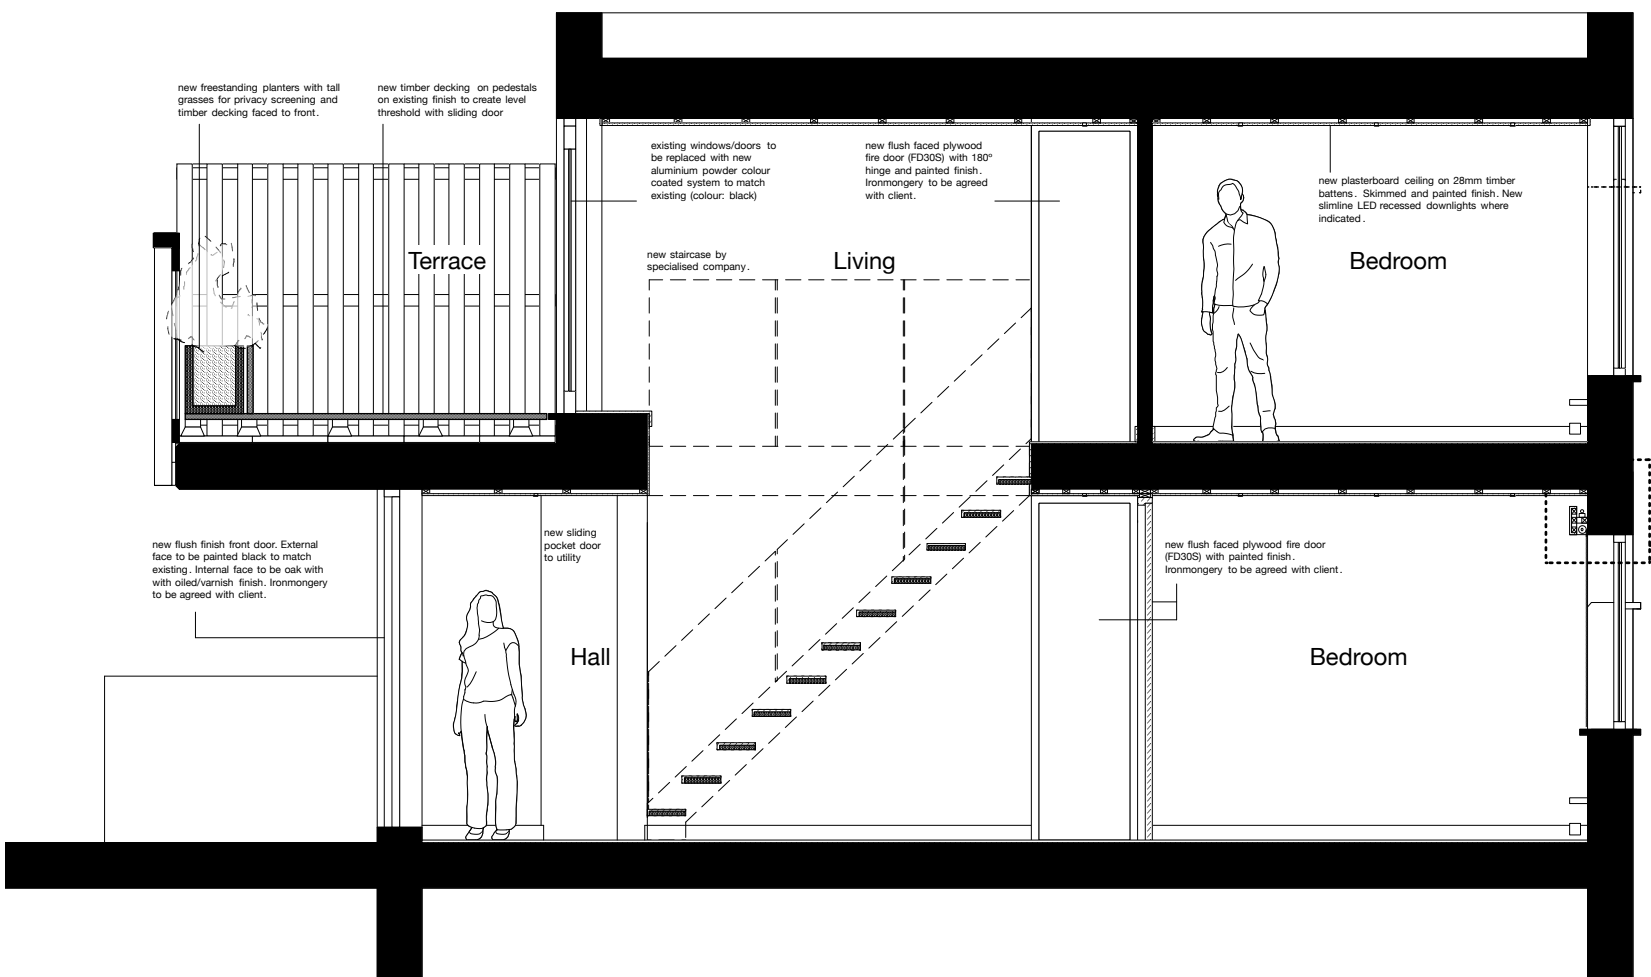 new freestanding planters with tall
grasses for privacy screening and
timber decking faced to front.
new timber decking on pedestals
on existing finish to create level
threshold with sliding door
existing windows/doors to
be replaced with new
aluminium powder colour
coated system to match
existing (colour: black)
new flush faced plywood
fire door (FD30S) with 180°
hinge and painted finish.
Ironmongery to be agreed
with client.
new plasterboard ceiling on 28mm timber
battens. Skimmed and painted finish. New
slimline LED recessed downlights where
indicated.
Terrace
new staircase by
specialised company.
Living
Bedroom
new flush finish front door. External
face to be painted black to match
existing. Internal face to be oak with
with oiled/varnish finish. Ironmongery
to be agreed with client.
new sliding
pocket door
to utility
new flush faced plywood fire door
(FD30S) with painted finish.
Ironmongery to be agreed with client.
Hall
Bedroom